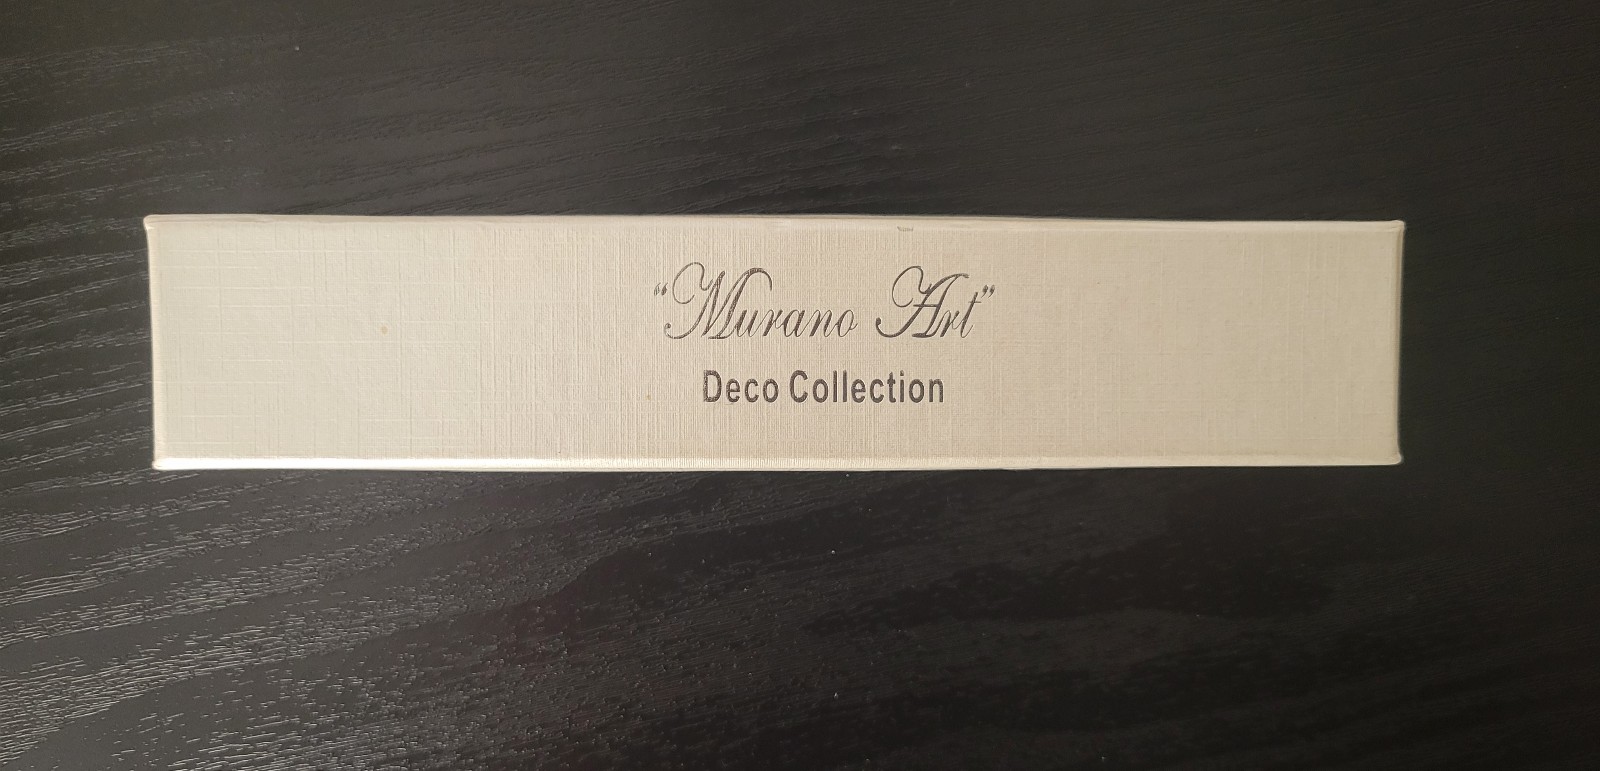 “Murano Art”
Deco Collection